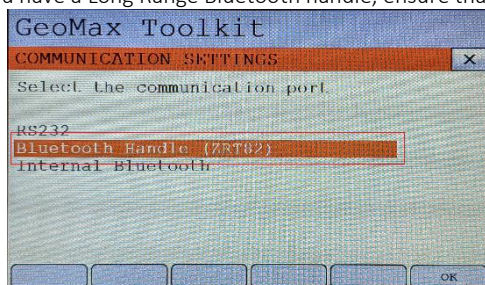 have a Long Range Bluetooth handle, ensure tha
GeoMax Toolkit
COMMUNICATION SETTINGS
Select the communication port
RS232
Bluetooth Handle (ZRT82)
Internal Bluetooth
OK